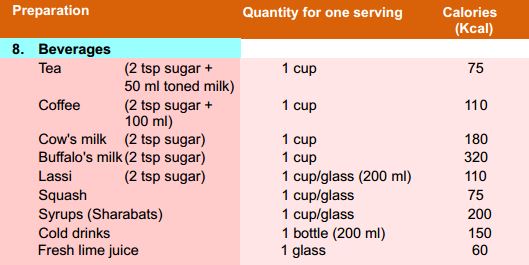 Preparation Quantity for one serving Calories
(Kcal)
8. Beverages
Tea (2 tsp sugar + 1 cup 75
50 ml toned milk)
Coffee (2 tsp sugar + 1 cup 110
100 ml)
Cow's milk (2 tsp sugar) 1 cup 180
Buffalo's milk (2 tsp sugar) 1 cup 320
Lassi (2 tsp sugar) 1 cup/glass (200 ml) 110
Squash 1 cup/glass 75
Syrups (Sharabats) 1 cup/glass 200
Cold drinks 1 bottle (200 ml) 150
Fresh lime juice 1 glass 60